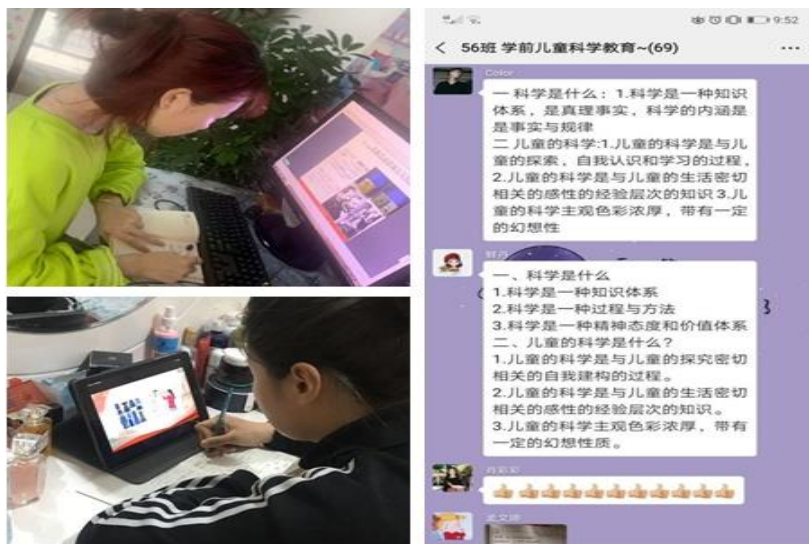 9:52
56班 学前儿童科学教育~(69)
Color
一 科学是什么：1.科学是一种知识
体系，是真理事实，科学的内涵是
是事实与规律
二 儿童的科学:1.儿童的科学是与儿
童的探索，自我认识和学习的过程，
2.儿童的科学是与儿童的生活密切
相关的感性的经验层次的知识 3.儿
童的科学主观色彩浓厚，带有一定
的幻想性
一、科学是什么
1.科学是一种知识体系
2.科学是一种过程与方法
3.科学是一种精神态度和价值体系
二、儿童的科学是什么？
1.儿童的科学是与儿童的探究密切
相关的自我建构的过程。
2.儿童的科学是与儿童的生活密切
相关的感性的经验层次的知识。
3.儿童的科学主观色彩浓厚，带有
一定的幻想性质。